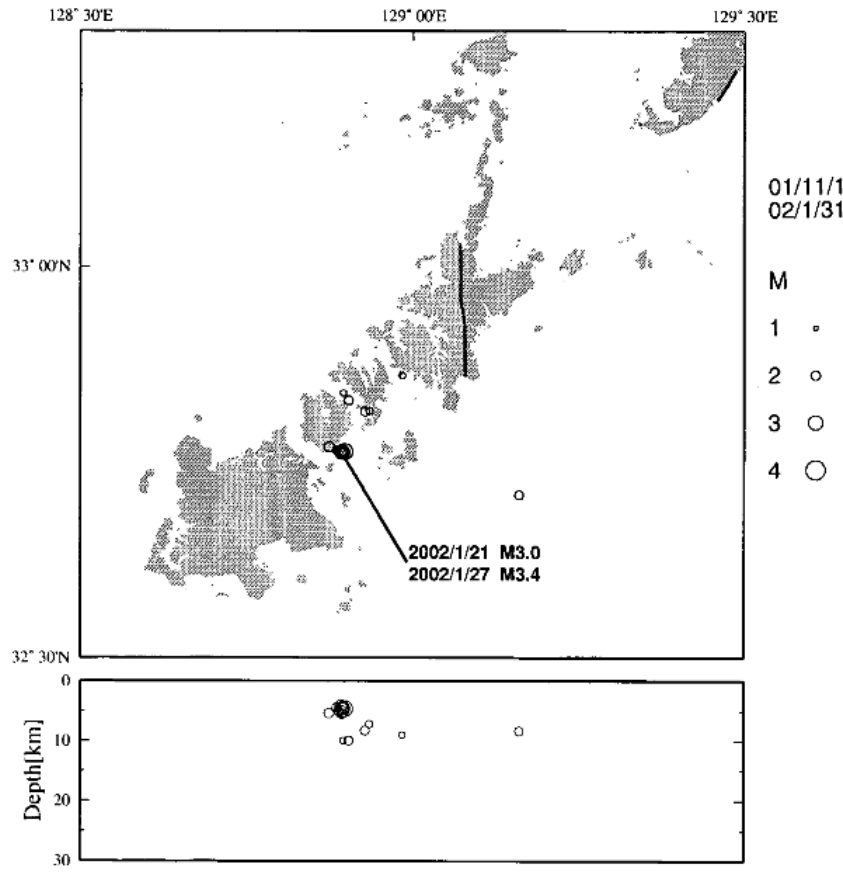 128° 30'E
129° 00'E
129° 30'E
01/11/1
02/1/31
33° 00'N
M
1
2
3
4
2002/1/21 M3.0
2002/1/27 M3.4
32° 30'N
0
10
20
30
Depth[km]